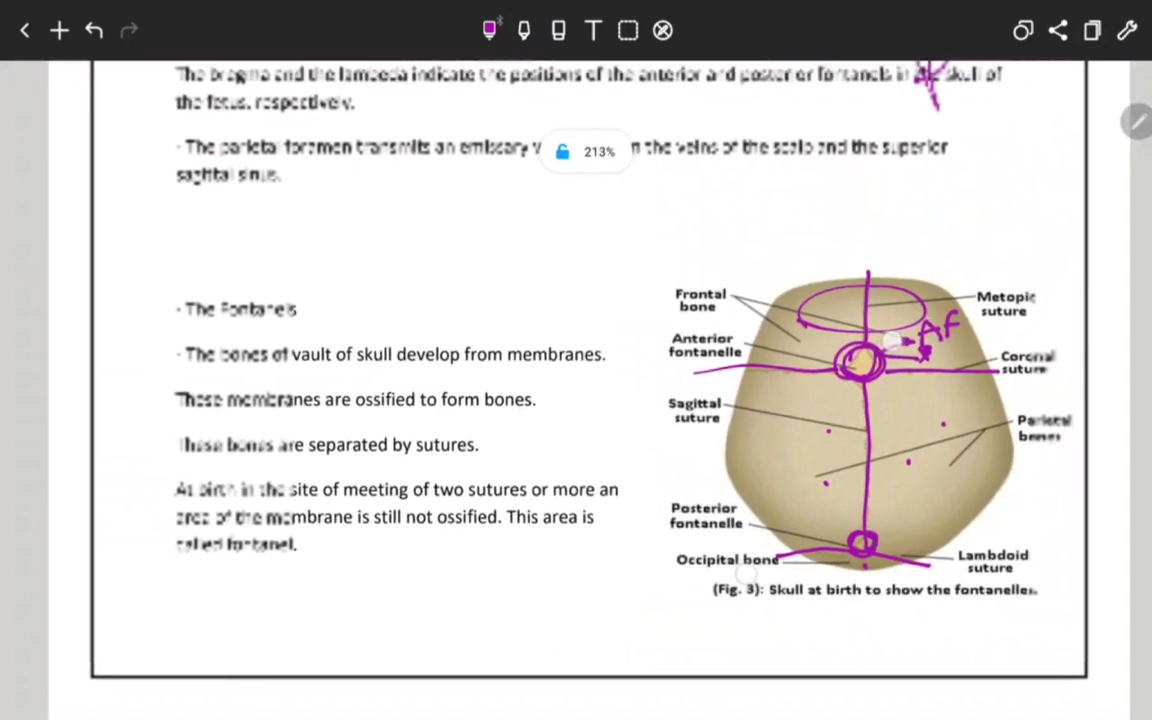 The bregma and the lambda indicate the positions of the anterior and posterior fontanels in skull of
the fetus, respectively.
· The parietal foramen transmits an emissary v 213% n the veins of the scalp and the superior
sagittal sinus.
· The Fontanels
· The bones of vault of skull develop from membranes.
These membranes are ossified to form bones.
These bones are separated by sutures.
At birth in the site of meeting of two sutures or more an
area of the membrane is still not ossified. This area is
called fontanel.
Frontal
bone
Metopic
suture
AF
Anterior
fontanelle
Coronal
suture
Sagittal
suture
Parietal
bones
Posterior
fontanelle
Occipital bone
Lambdoid
suture
(Fig. 3): Skull at birth to show the fontanelles.